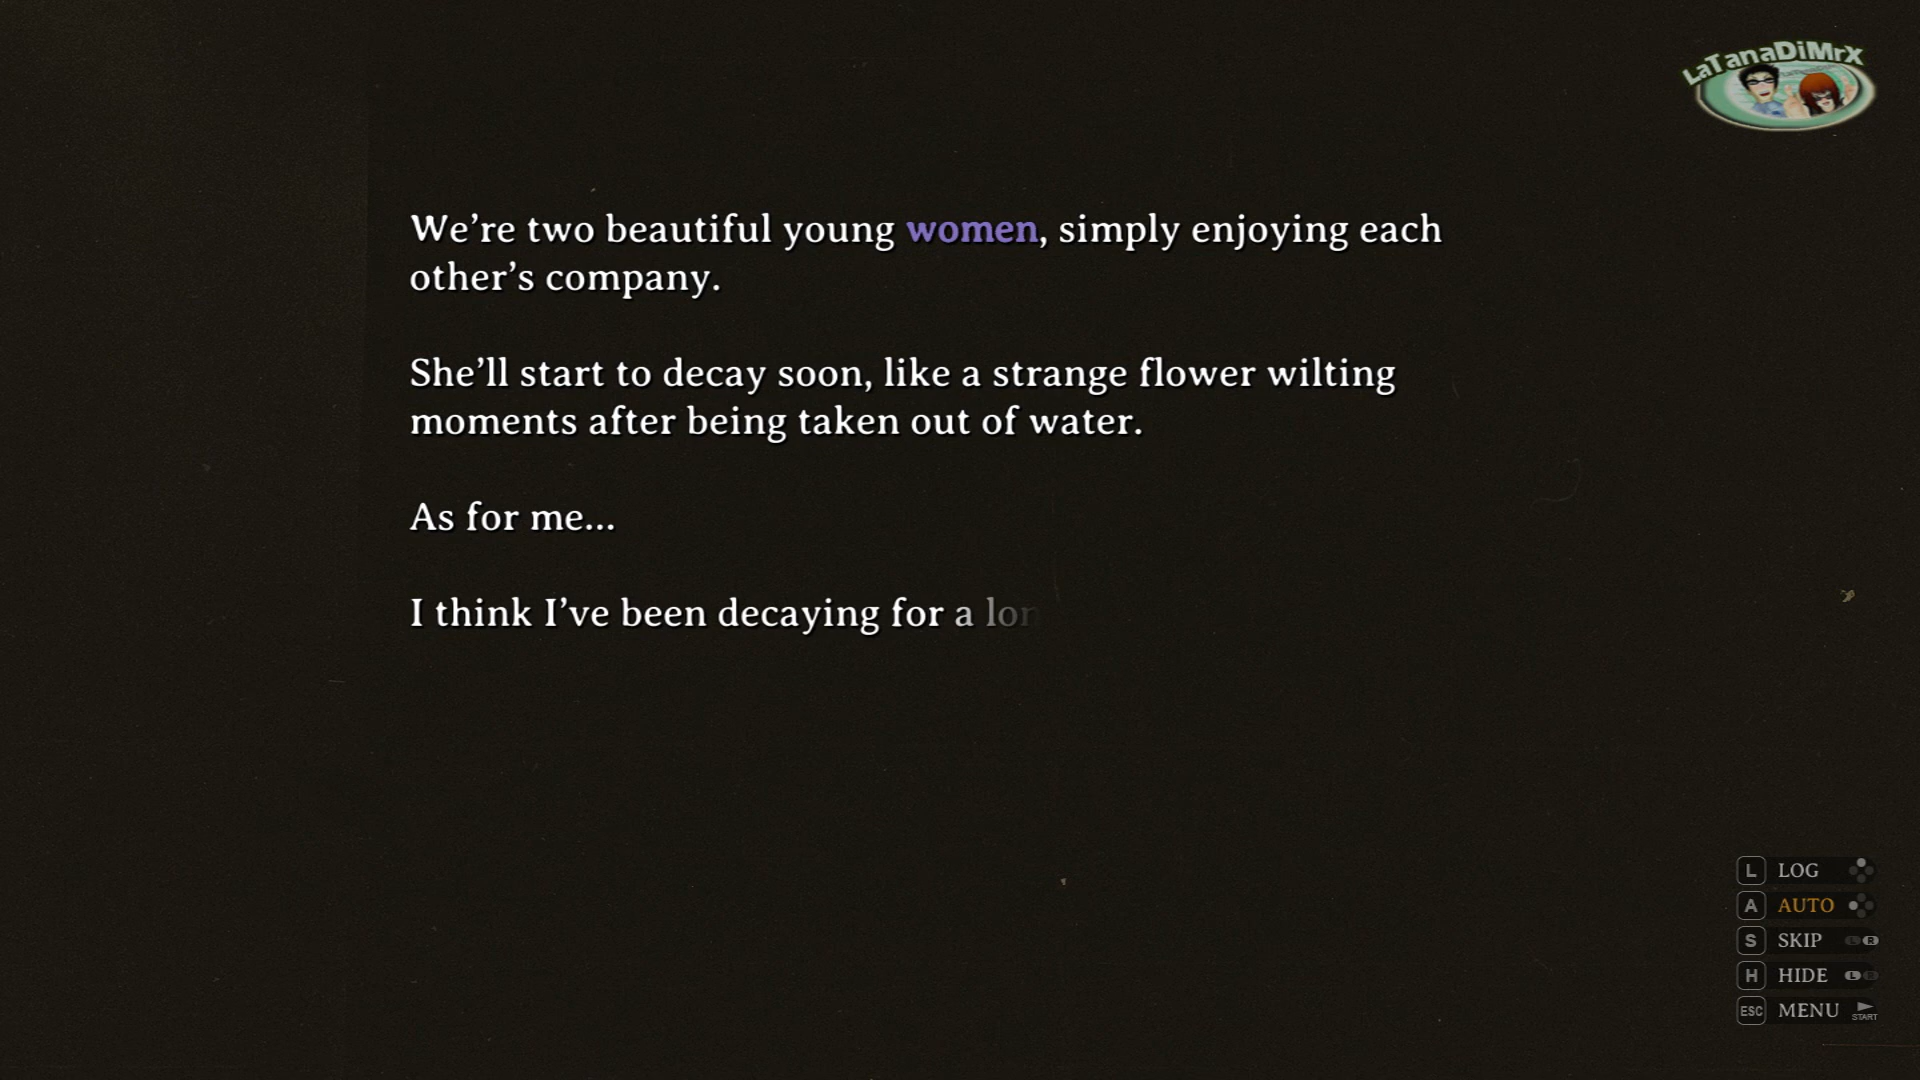 LaTanaDiMrX
We're two beautiful young women, simply enjoying each
other's company.
She'll start to decay soon, like a strange flower wilting
moments after being taken out of water.
As for me...
I think I've been decaying for a lon
L LOG
A AUTO
S SKIP L R
H HIDE L R
ESC MENU START